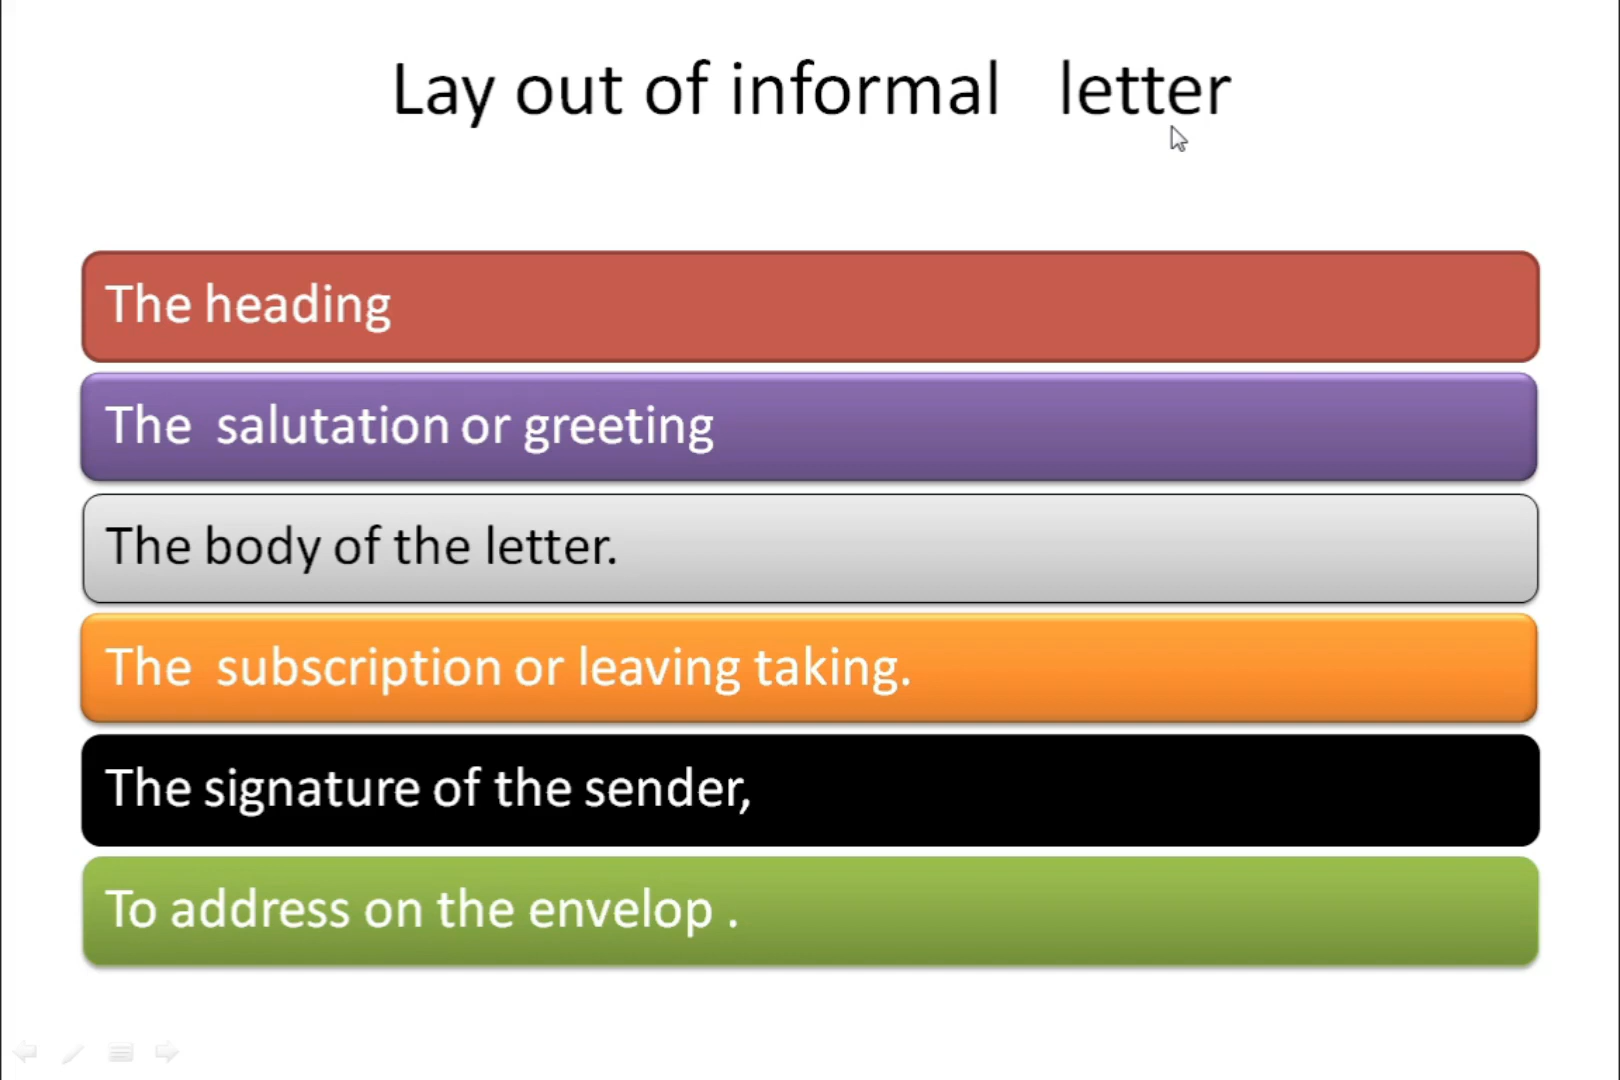 Lay out of informal letter
The heading
The salutation or greeting
The body of the letter.
The subscription or leaving taking.
The signature of the sender,
To address on the envelop .